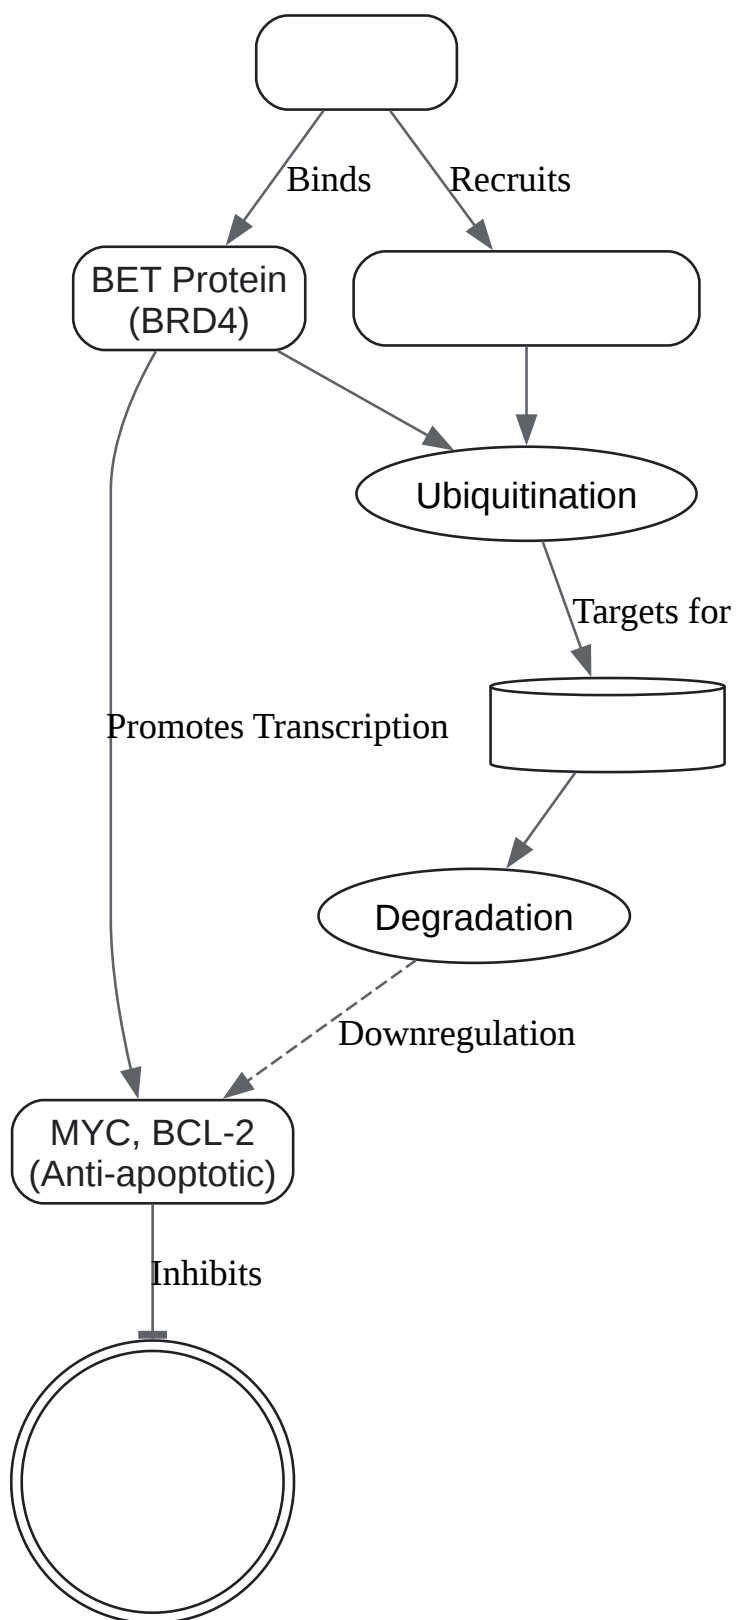 Binds
Recruits
BET Protein
(BRD4)
Ubiquitination
Targets for
Promotes Transcription
Degradation
Downregulation
MYC, BCL-2
(Anti-apoptotic)
Inhibits